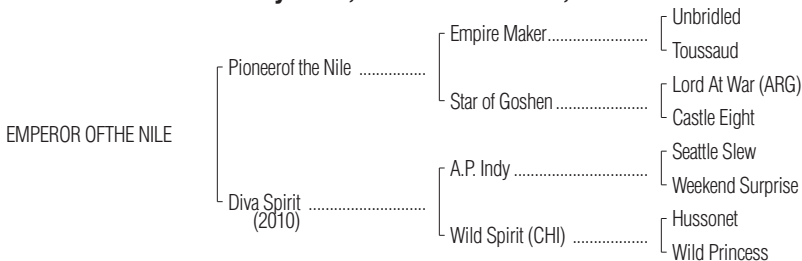 Unbridled
Empire Maker....................
Toussaud
Pioneerof the Nile ................
Lord At War (ARG)
Star of Goshen ..................
Castle Eight
EMPEROR OFTHE NILE
Seattle Slew
A.P. Indy ..........................
Weekend Surprise
Diva Spirit ............................
(2010)
Hussonet
Wild Spirit (CHI) ..................
Wild Princess